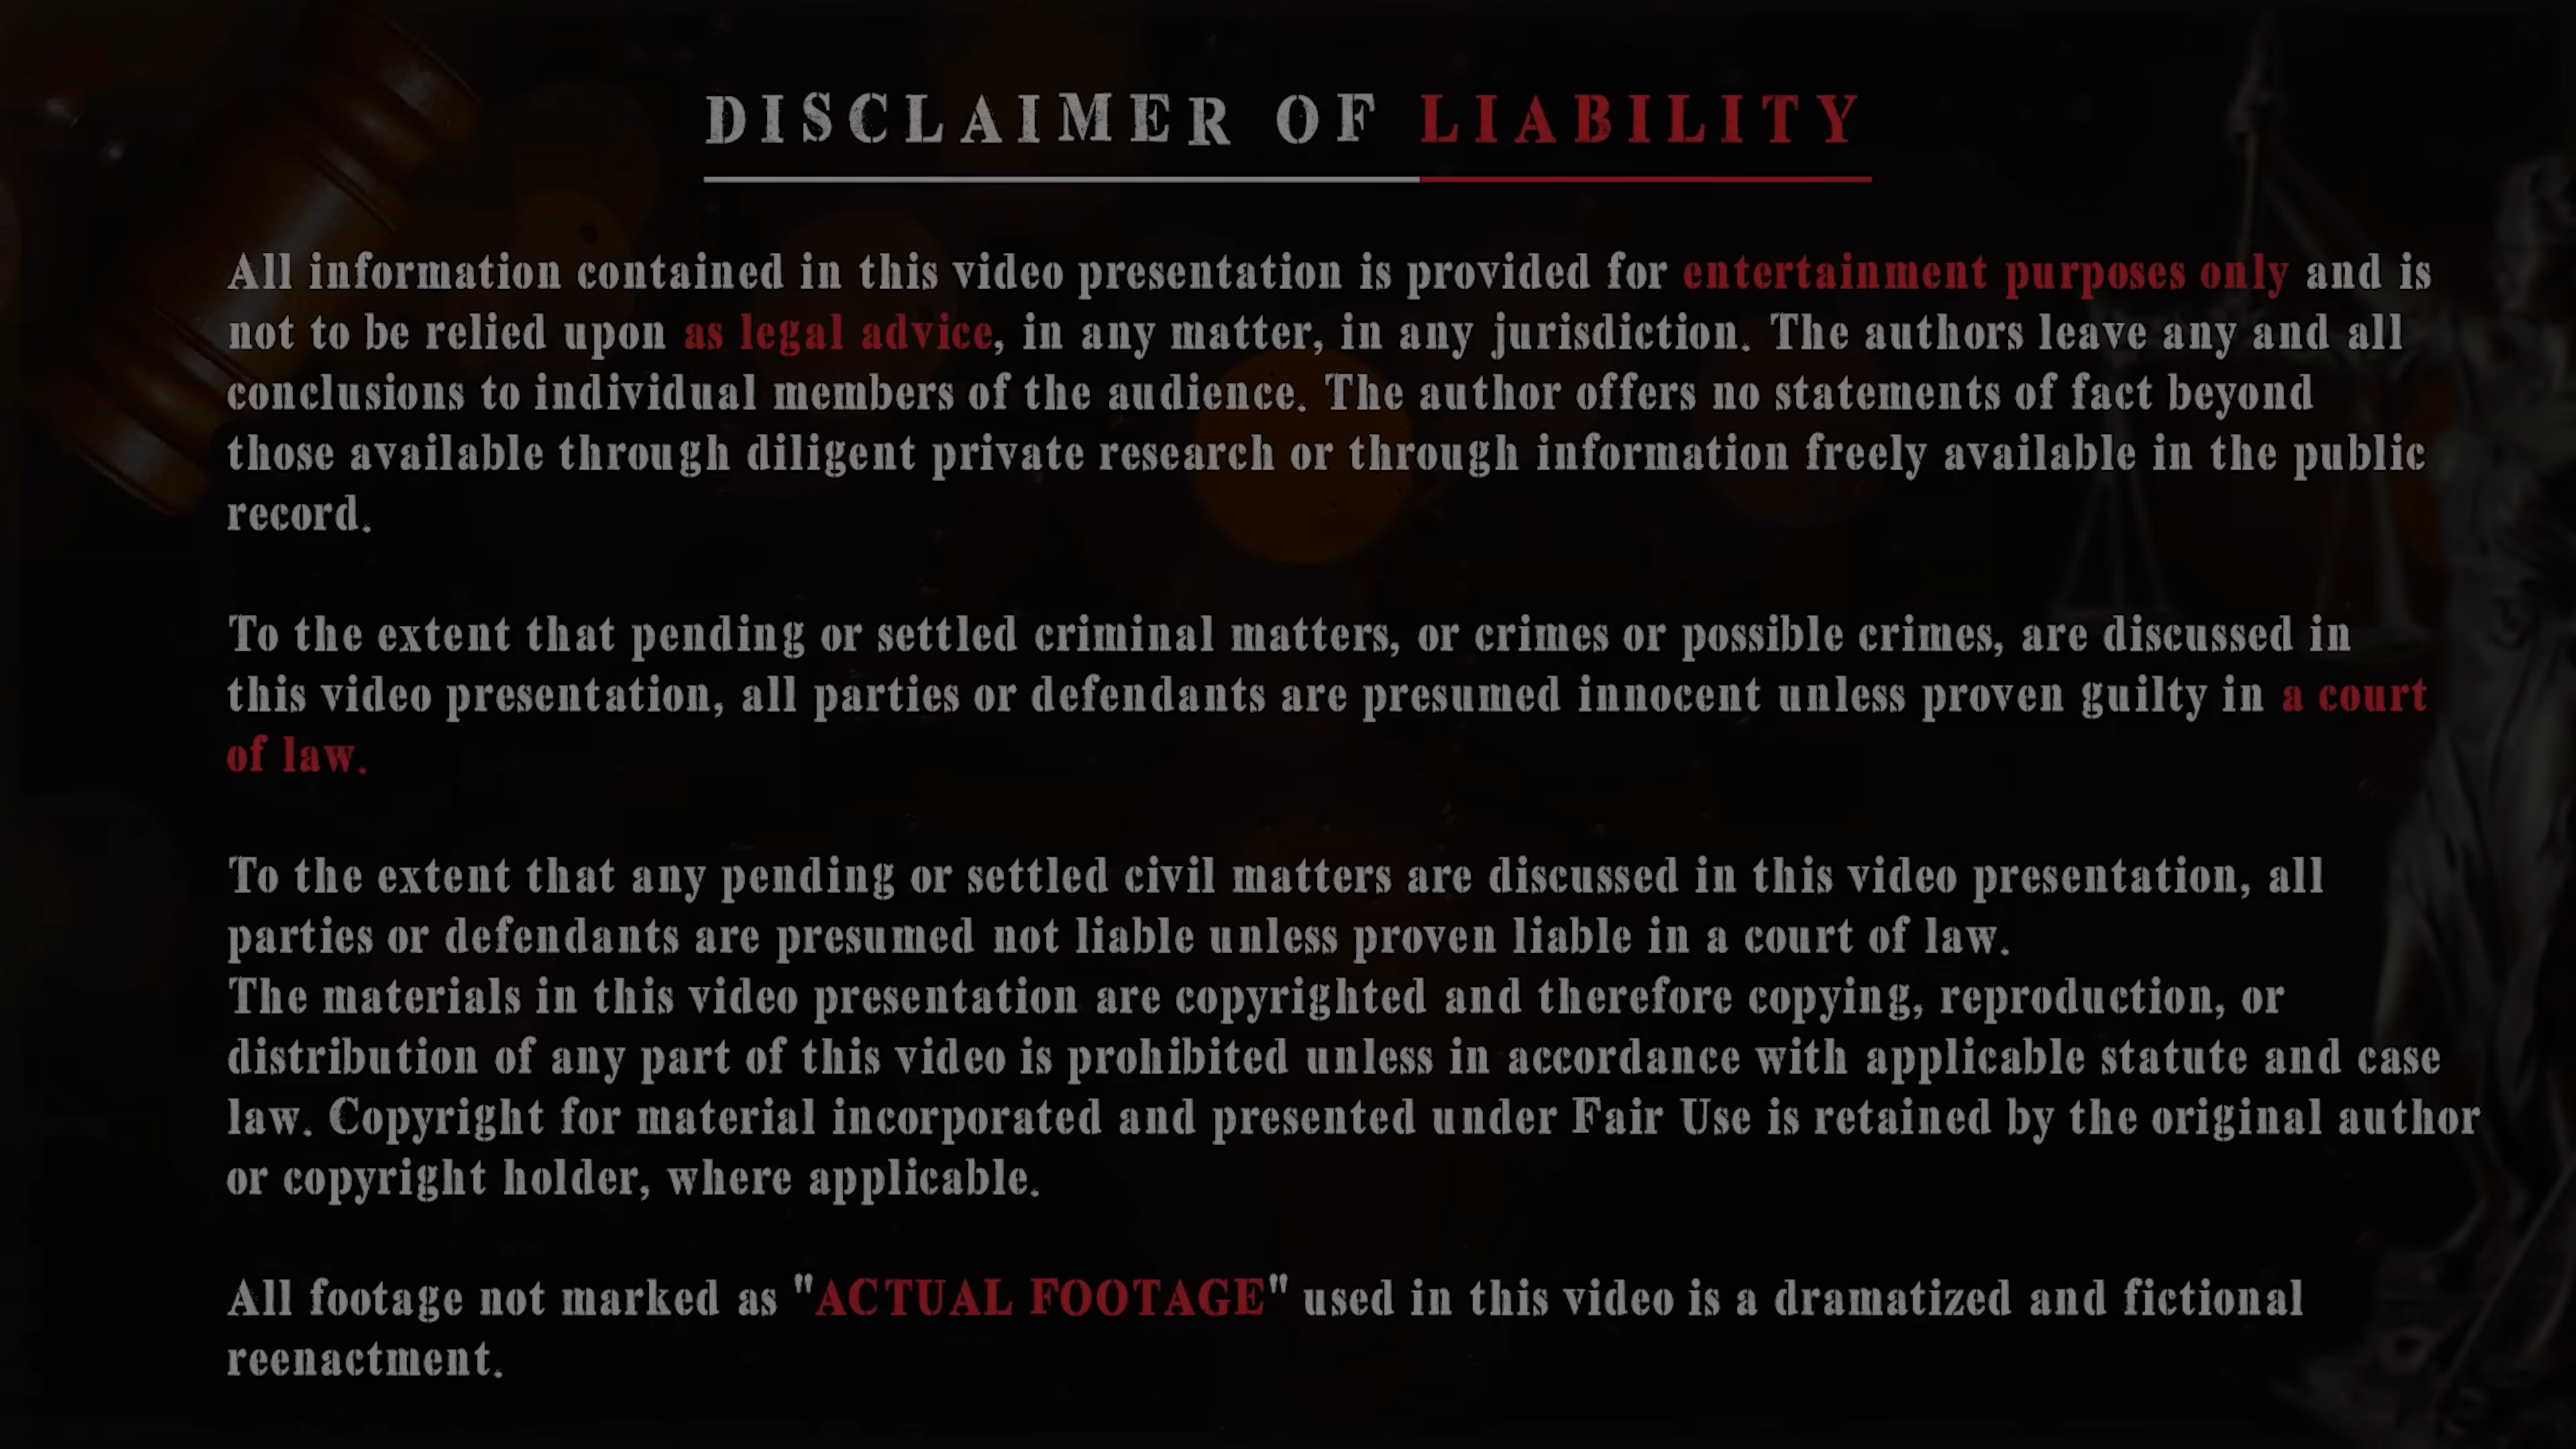 DISCLAIMER OF LIABILITY
All information contained in this video presentation is provided for entertainment purposes only and is
not to be relied upon as legal advice, in any matter, in any jurisdiction. The authors leave any and all
conclusions to individual members of the audience. The author offers no statements of fact beyond
those available through diligent private research or through information freely available in the public
record.
To the extent that pending or settled criminal matters, or crimes or possible crimes, are discussed in
this video presentation, all parties or defendants are presumed innocent unless proven guilty in a court
of law.
To the extent that any pending or settled civil matters are discussed in this video presentation, all
parties or defendants are presumed not liable unless proven liable in a court of law.
The materials in this video presentation are copyrighted and therefore copying, reproduction, or
distribution of any part of this video is prohibited unless in accordance with applicable statute and case
law. Copyright for material incorporated and presented under Fair Use is retained by the original author
or copyright holder, where applicable.
All footage not marked as "ACTUAL FOOTAGE" used in this video is a dramatized and fictional
reenactment.